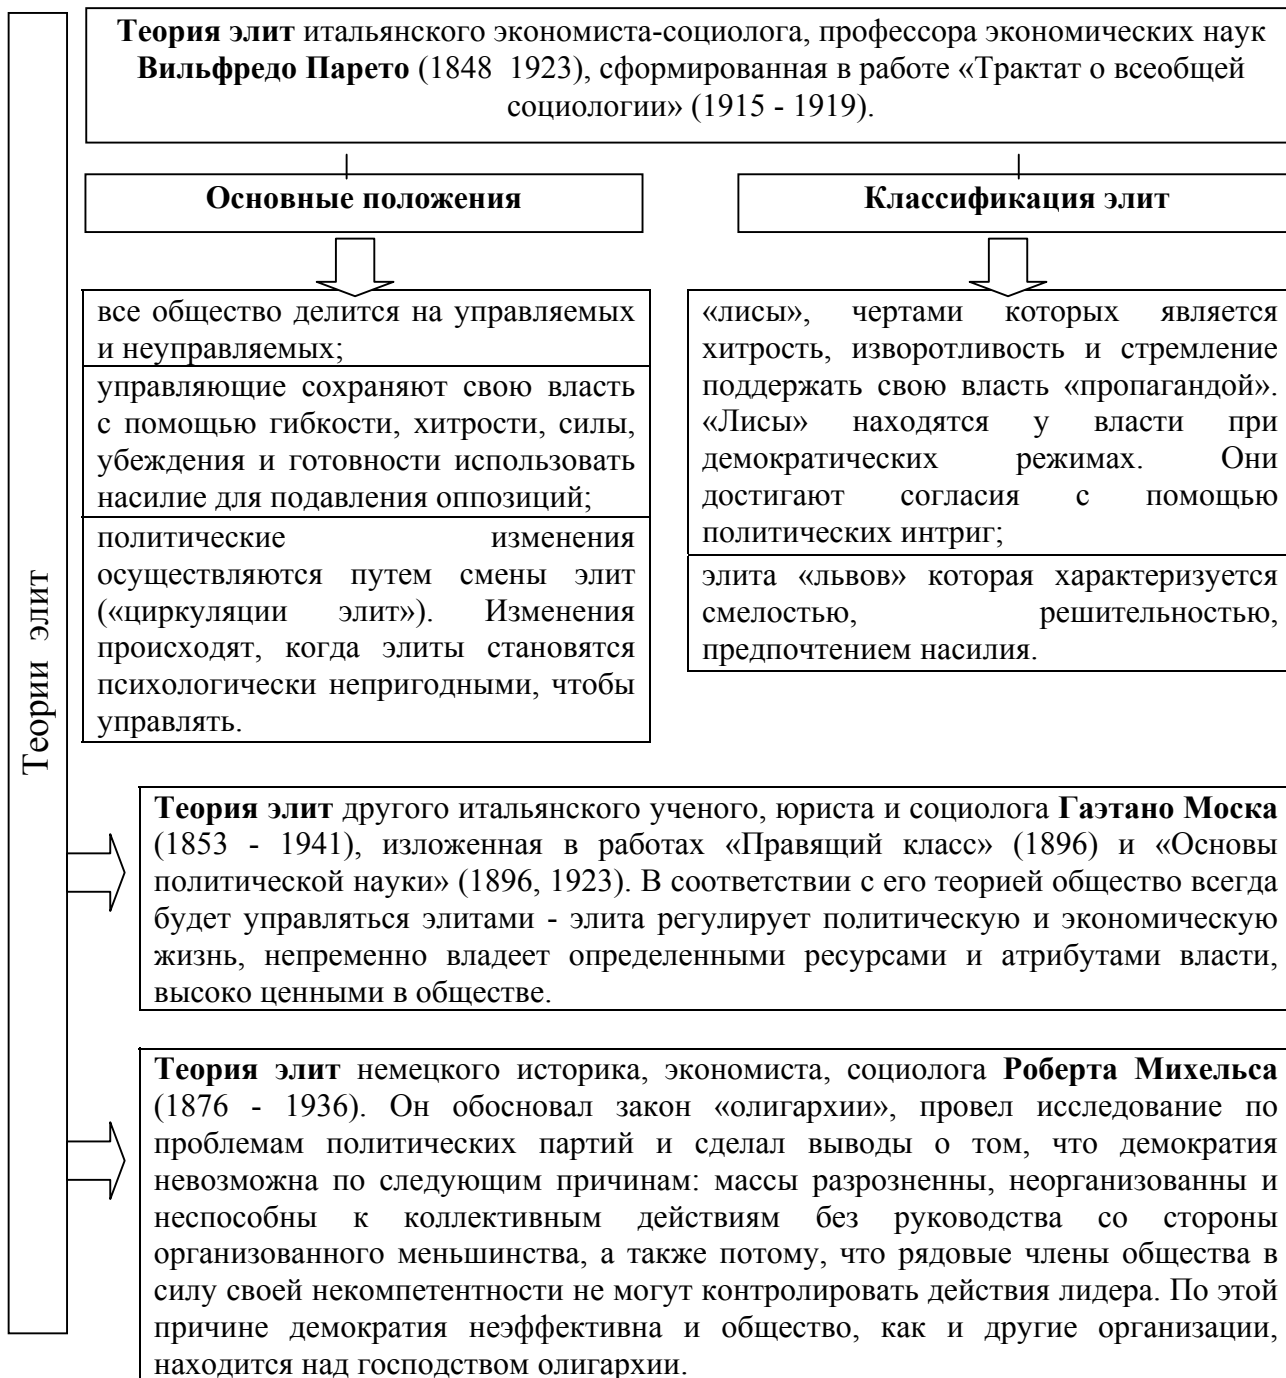 Теории элит
Теория элит итальянского экономиста-социолога, профессора экономических наук
Вильфредо Парето (1848 1923), сформированная в работе «Трактат о всеобщей
социологии» (1915 - 1919).
Основные положения
все общество делится на управляемых
и неуправляемых;
управляющие сохраняют свою власть
с помощью гибкости, хитрости, силы,
убеждения и готовности использовать
насилие для подавления оппозиций;
политические изменения
осуществляются путем смены элит
(«циркуляции элит»). Изменения
происходят, когда элиты становятся
психологически непригодными, чтобы
управлять.
Классификация элит
«лисы», чертами которых является
хитрость, изворотливость и стремление
поддержать свою власть «пропагандой».
«Лисы» находятся у власти при
демократических режимах. Они
достигают согласия с помощью
политических интриг;
элита «львов» которая характеризуется
смелостью, решительностью,
предпочтением насилия.
Теория элит другого итальянского ученого, юриста и социолога Гаэтано Моска
(1853 - 1941), изложенная в работах «Правящий класс» (1896) и «Основы
политической науки» (1896, 1923). В соответствии с его теорией общество всегда
будет управляться элитами - элита регулирует политическую и экономическую
жизнь, непременно владеет определенными ресурсами и атрибутами власти,
высоко ценными в обществе.
Теория элит немецкого историка, экономиста, социолога Роберта Михельса
(1876 - 1936). Он обосновал закон «олигархии», провел исследование по
проблемам политических партий и сделал выводы о том, что демократия
невозможна по следующим причинам: массы разрозненны, неорганизованны и
неспособны к коллективным действиям без руководства со стороны
организованного меньшинства, а также потому, что рядовые члены общества в
силу своей некомпетентности не могут контролировать действия лидера. По этой
причине демократия неэффективна и общество, как и другие организации,
находится над господством олигархии.